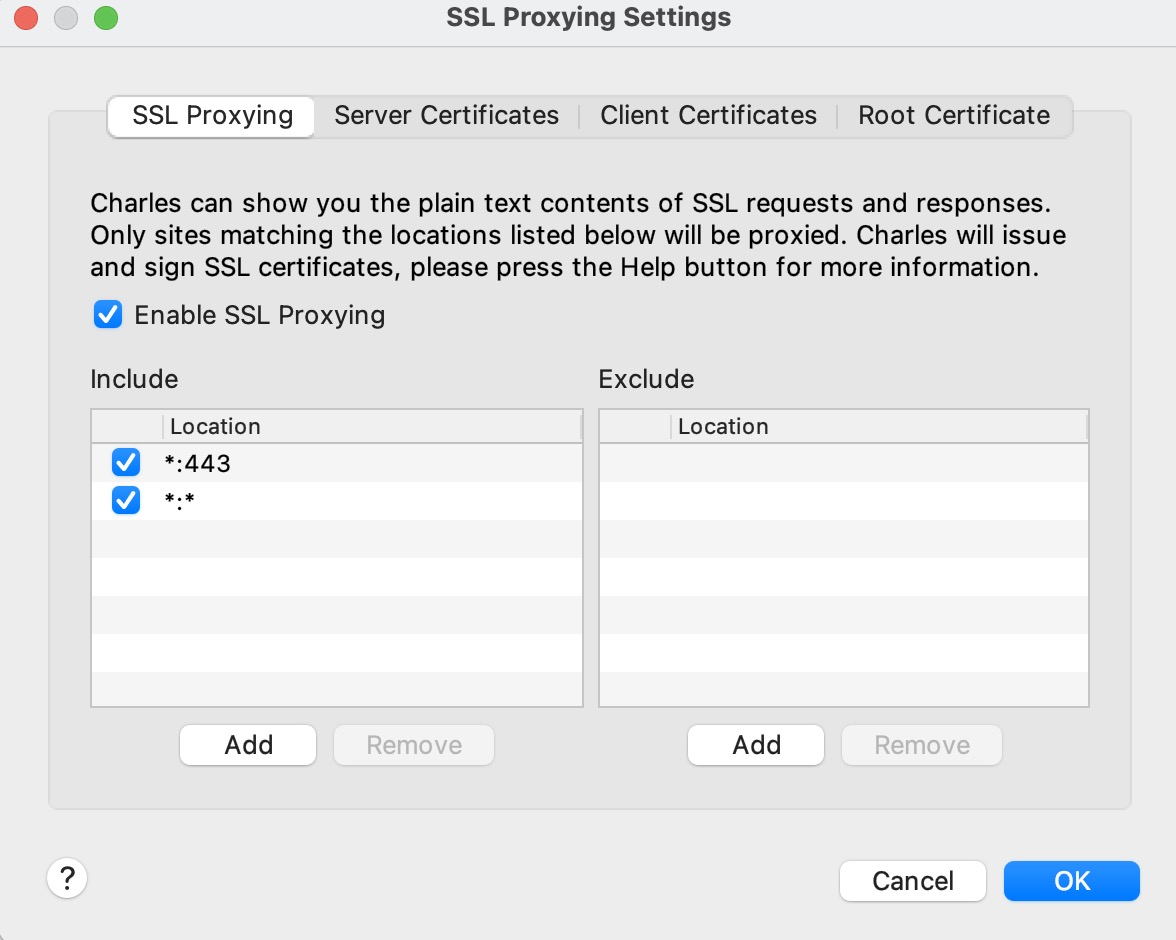 SSL Proxying Settings
SSL Proxying
Server Certificates
Client Certificates
Root Certificate
Charles can show you the plain text contents of SSL requests and responses.
Only sites matching the locations listed below will be proxied. Charles will issue
and sign SSL certificates, please press the Help button for more information.
Enable SSL Proxying
Include
Exclude
Location
Location
*:443
*:*
Add
Remove
Add
Remove
?
Cancel
OK